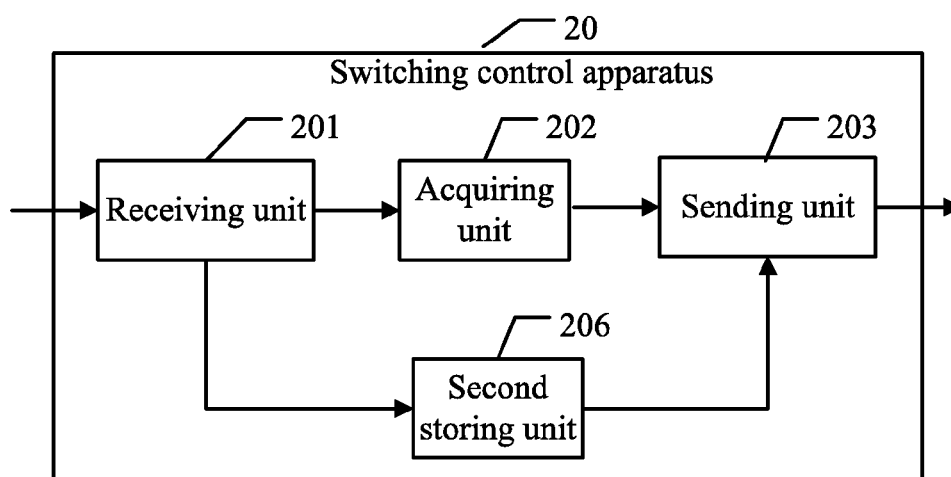 20
Switching control apparatus
201
202
203
Receiving unit
Acquiring
unit
Sending unit
206
Second
storing unit